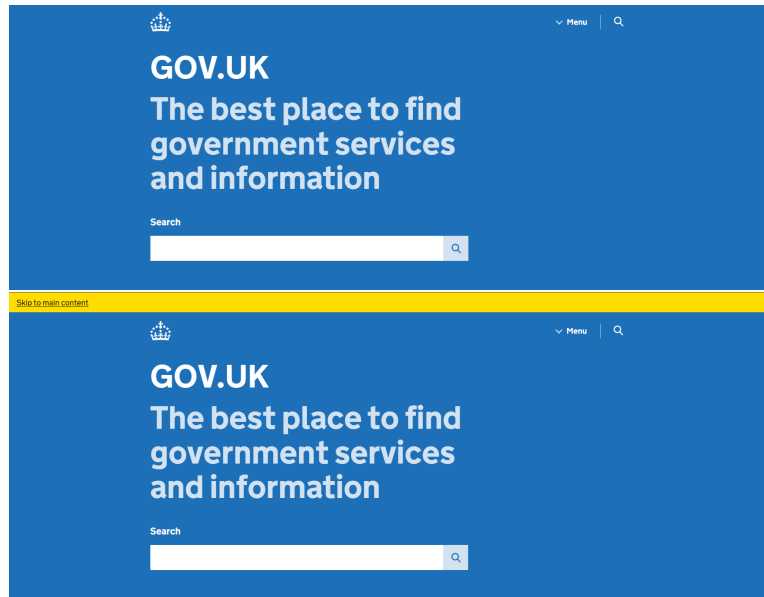 Menu
GOV.UK
The best place to find
government services
and information
Search
Skip to main content
Menu
GOV.UK
The best place to find
government services
and information
Search